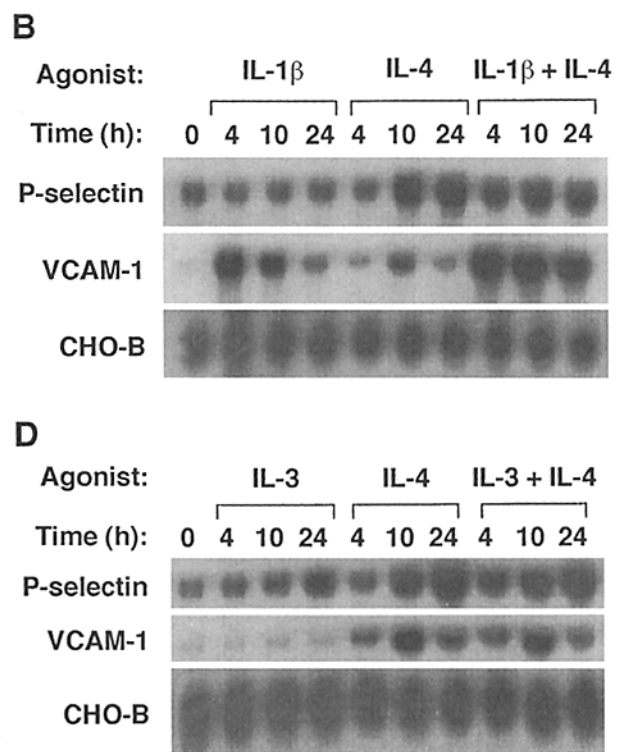 B
Agonist: IL-1β IL-4 IL-1β + IL-4
Time (h): 0 4 10 24 4 10 24 4 10 24
P-selectin
VCAM-1
CHO-B
D
Agonist: IL-3 IL-4 IL-3 + IL-4
Time (h): 0 4 10 24 4 10 24 4 10 24
P-selectin
VCAM-1
CHO-B